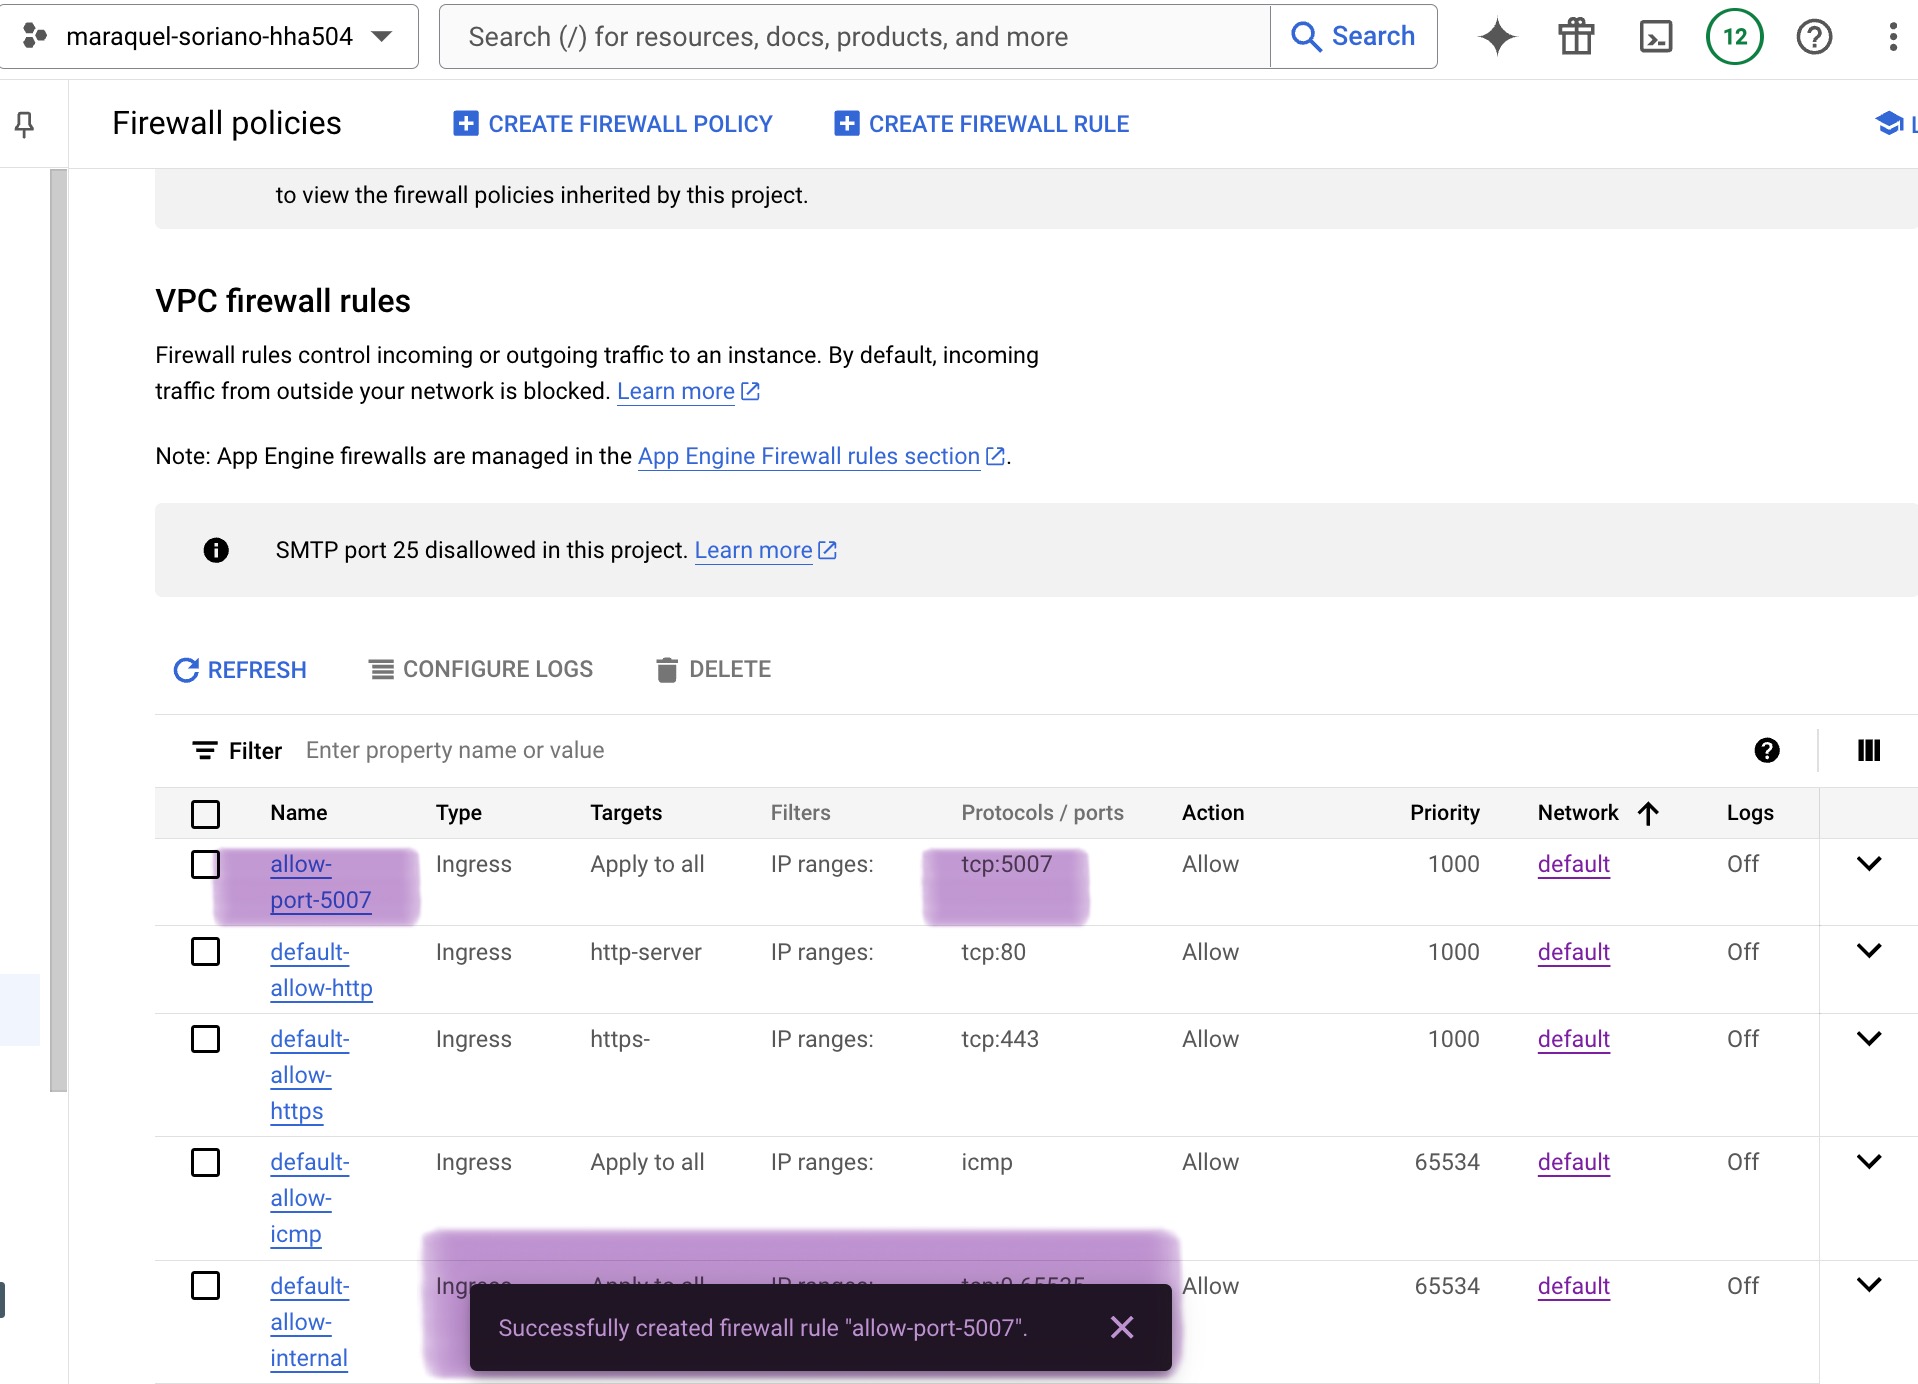 maraquel-soriano-hha504
Search (/) for resources, docs, products, and more
Search
12
Firewall policies
CREATE FIREWALL POLICY
CREATE FIREWALL RULE
L
to view the firewall policies inherited by this project.
VPC firewall rules
Firewall rules control incoming or outgoing traffic to an instance. By default, incoming
traffic from outside your network is blocked. Learn more
Note: App Engine firewalls are managed in the App Engine Firewall rules section.
SMTP port 25 disallowed in this project. Learn more
REFRESH
CONFIGURE LOGS
DELETE
Filter Enter property name or value
Name Type Targets Filters Protocols / ports Action Priority Network Logs
allow- Ingress Apply to all IP ranges: tcp:5007 Allow 1000 default Off
port-5007
default- Ingress http-server IP ranges: tcp:80 Allow 1000 default Off
allow-http
default- Ingress https- IP ranges: tcp:443 Allow 1000 default Off
allow-
https
default- Ingress Apply to all IP ranges: icmp Allow 65534 default Off
allow-
icmp
default- Ingress Apply to all IP ranges: tcp:0-65535 Allow 65534 default Off
allow-
internal
Successfully created firewall rule "allow-port-5007".